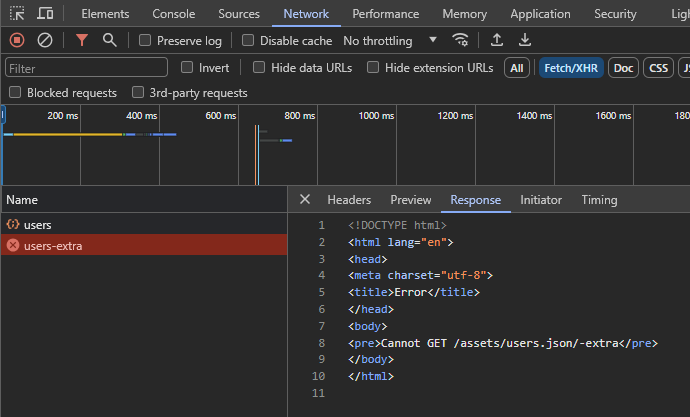 Elements Console Sources Network Performance Memory Application Security
Preserve log Disable cache No throttling
Filter Invert Hide data URLs Hide extension URLs All Fetch/XHR Doc CSS
Blocked requests 3rd-party requests
200 ms 400 ms 600 ms 800 ms 1000 ms 1200 ms 1400 ms 1600 ms
Name Headers Preview Response Initiator Timing
users
users-extra
1 <!DOCTYPE html>
2 <html lang="en">
3 <head>
4 <meta charset="utf-8">
5 <title>Error</title>
6 </head>
7 <body>
8 <pre>Cannot GET /assets/users.json/-extra</pre>
9 </body>
10 </html>
11